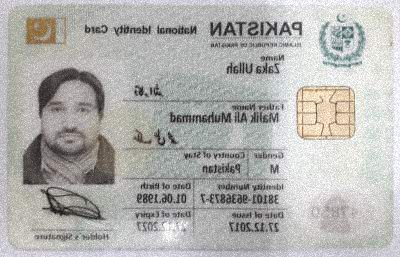 PAKISTAN National Identity Card
ISLAMIC REPUBLIC OF PAKISTAN
Name
Zaka Ullah
Father Name
Malik Ali Muhammad
Gender Country of Stay
M Pakistan
Identity Number Date of Birth
38101-9636873-7 01.06.1989
Date of Issue Date of Expiry
27.12.2017 27.12.2027
Holder's Signature